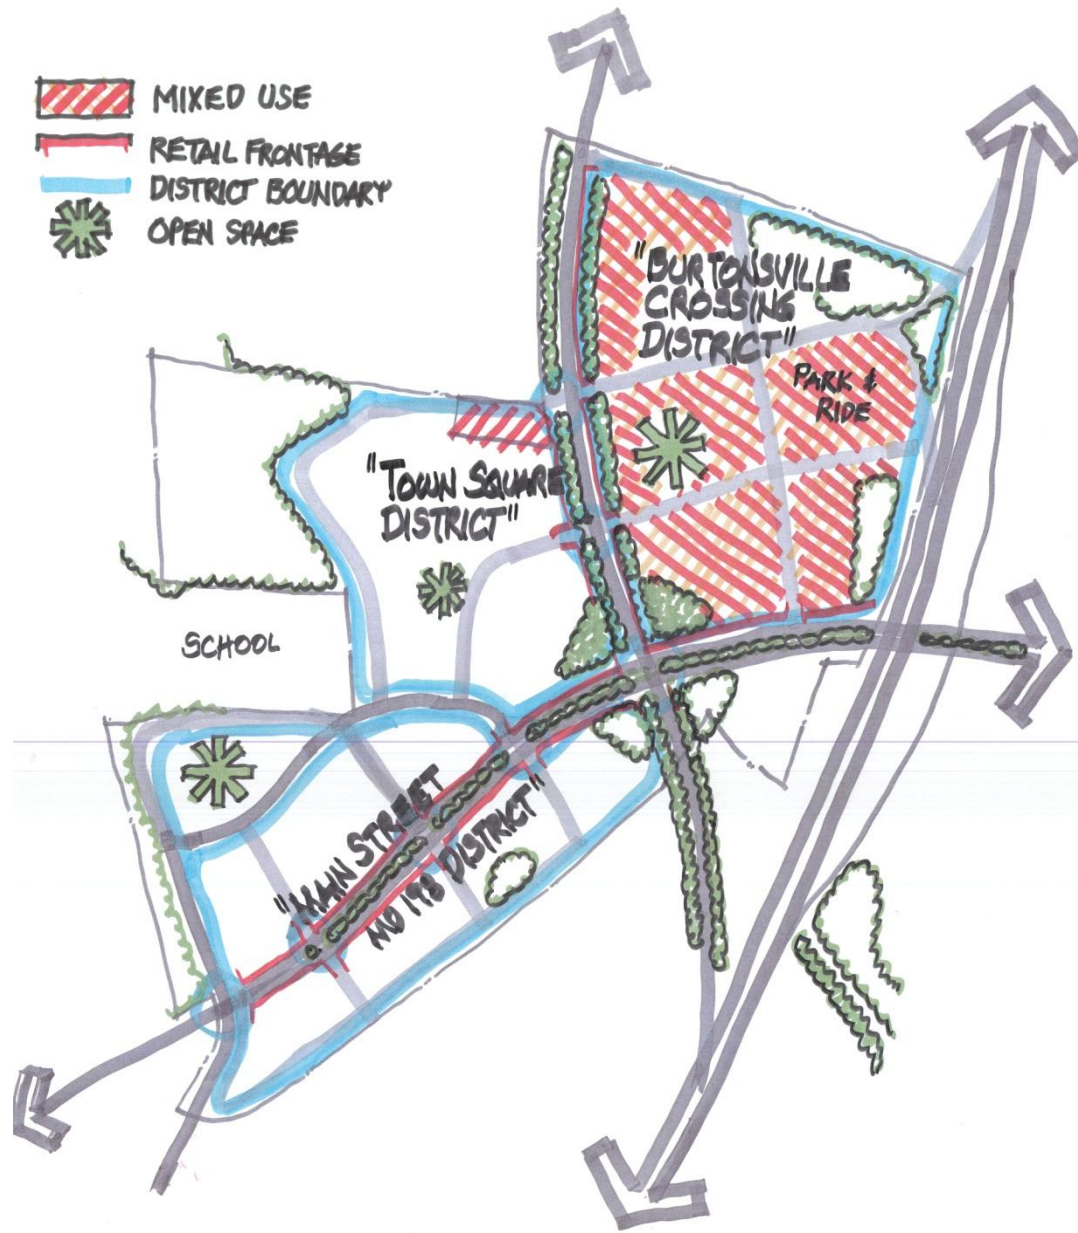 MIXED USE
RETAIL FRONTAGE
DISTRICT BOUNDARY
OPEN SPACE
"BURTONSVILLE
CROSSING
DISTRICT"
PARK &
RIDE
"TOWN SQUARE
DISTRICT"
SCHOOL
"MAIN STREET
MD 198 DISTRICT"